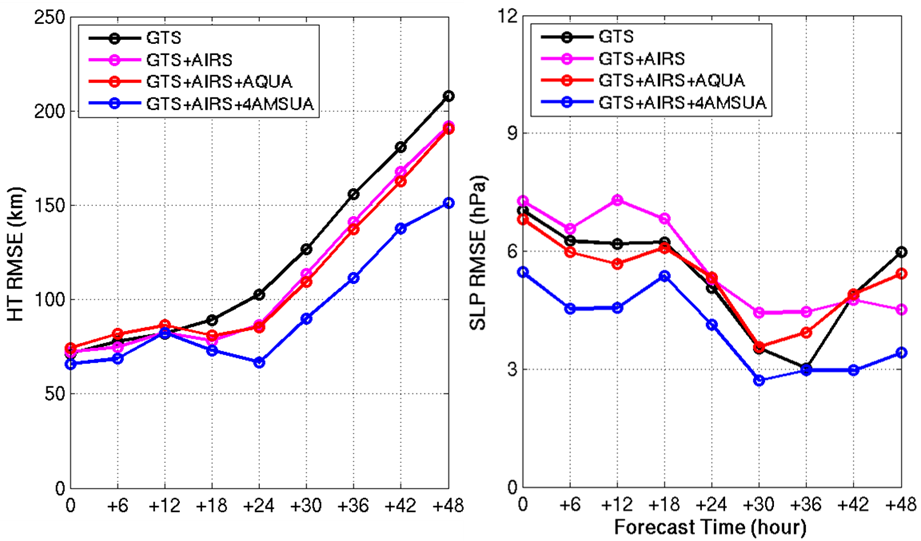 250
200
150
100
50
0
HT RMSE (km)
GTS
GTS+AIRS
GTS+AIRS+AQUA
GTS+AIRS+4AMSUA
0 +6 +12 +18 +24 +30 +36 +42 +48
12
9
6
3
0
SLP RMSE (hPa)
GTS
GTS+AIRS
GTS+AIRS+AQUA
GTS+AIRS+4AMSUA
0 +6 +12 +18 +24 +30 +36 +42 +48
Forecast Time (hour)